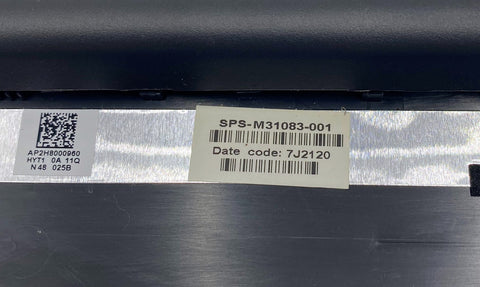 AP2H8000960
HYT1 0A 11Q
N48 025B
SPS-M31083-001
Date code: 7J2120